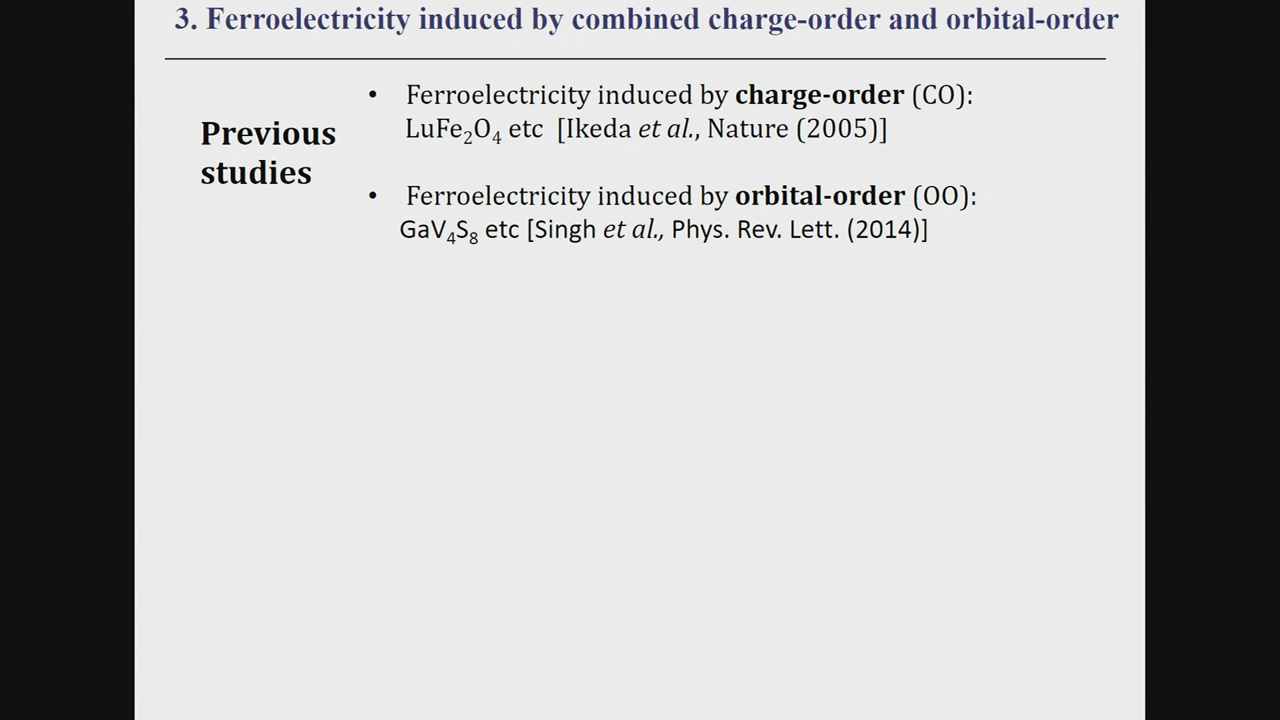 3. Ferroelectricity induced by combined charge-order and orbital-order
Previous studies
• Ferroelectricity induced by charge-order (CO):
LuFe₂O₄ etc [Ikeda et al., Nature (2005)]
• Ferroelectricity induced by orbital-order (OO):
GaV₄S₈ etc [Singh et al., Phys. Rev. Lett. (2014)]